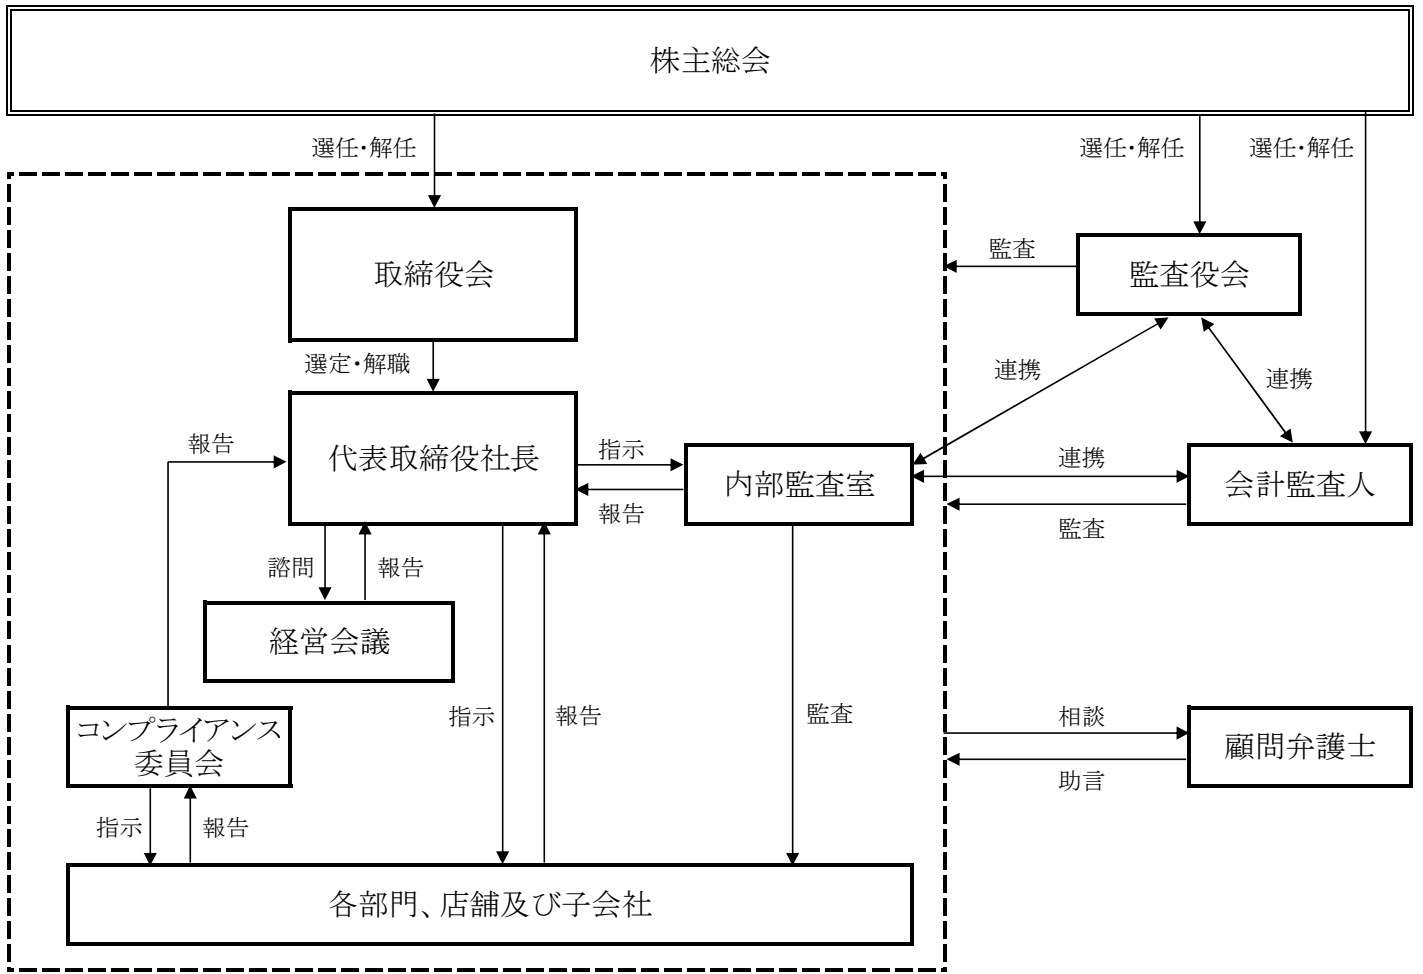 株主総会
選任・解任
選任・解任
選任・解任
取締役会
監査
監査役会
選定・解職
連携
連携
報告
代表取締役社長
指示
報告
内部監査室
連携
監査
会計監査人
諮問
報告
経営会議
指示
報告
監査
コンプライアンス
委員会
相談
助言
顧問弁護士
指示
報告
各部門、店舗及び子会社